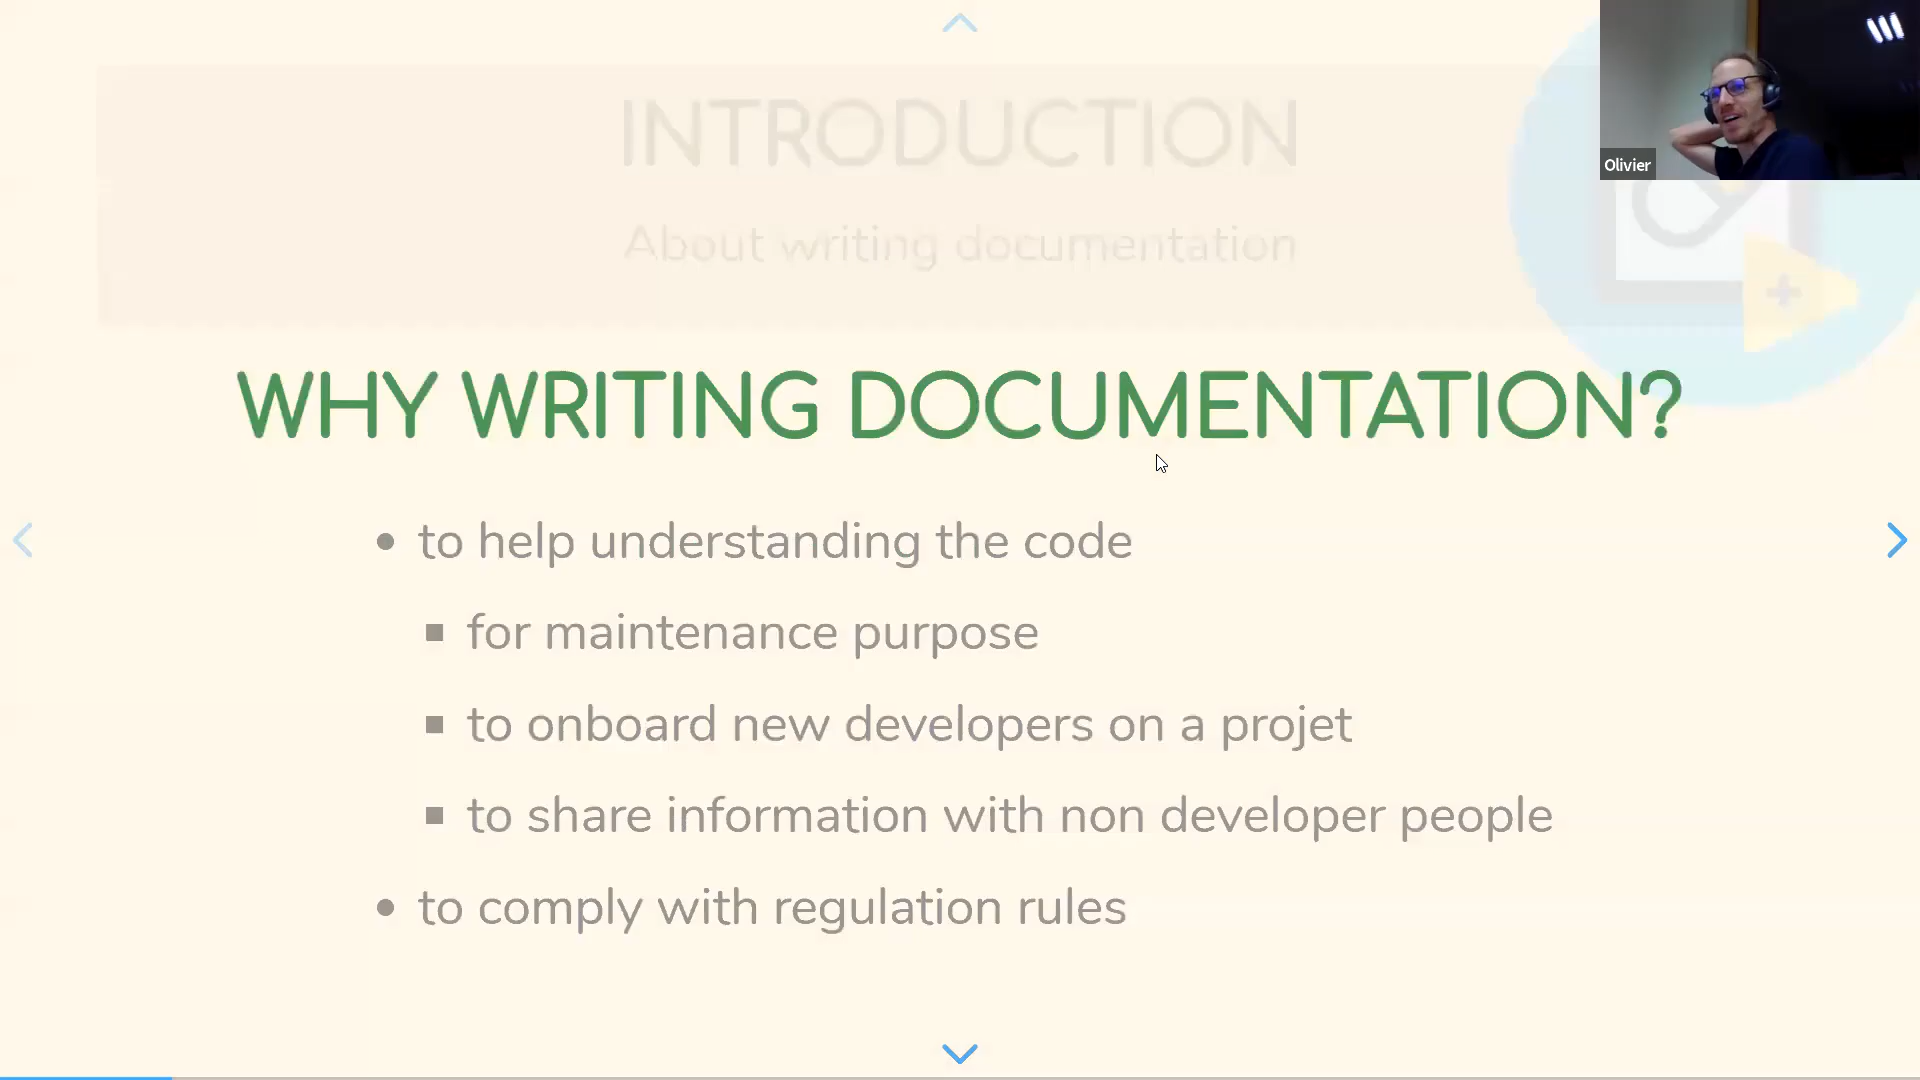 INTRODUCTION
About writing documentation
Olivier
WHY WRITING DOCUMENTATION?
• to help understanding the code
▪ for maintenance purpose
▪ to onboard new developers on a projet
▪ to share information with non developer people
• to comply with regulation rules